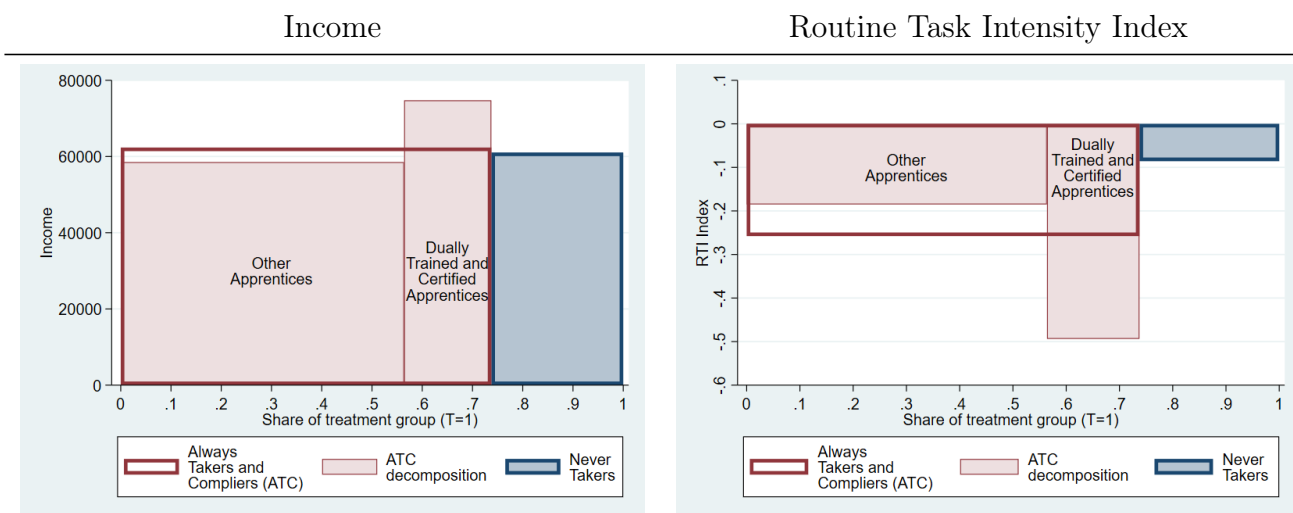 Income
Routine Task Intensity Index
80000
60000
40000
20000
0
Income
Other
Apprentices
Dually
Trained and
Certified
Apprentices
0 .1 .2 .3 .4 .5 .6 .7 .8 .9 1
Share of treatment group (T=1)
Always
Takers and
Compliers (ATC)
ATC
decomposition
Never
Takers
.1
0
-.1
-.2
-.3
-.4
-.5
-.6
RTI Index
Other
Apprentices
Dually
Trained and
Certified
Apprentices
0 .1 .2 .3 .4 .5 .6 .7 .8 .9 1
Share of treatment group (T=1)
Always
Takers and
Compliers (ATC)
ATC
decomposition
Never
Takers